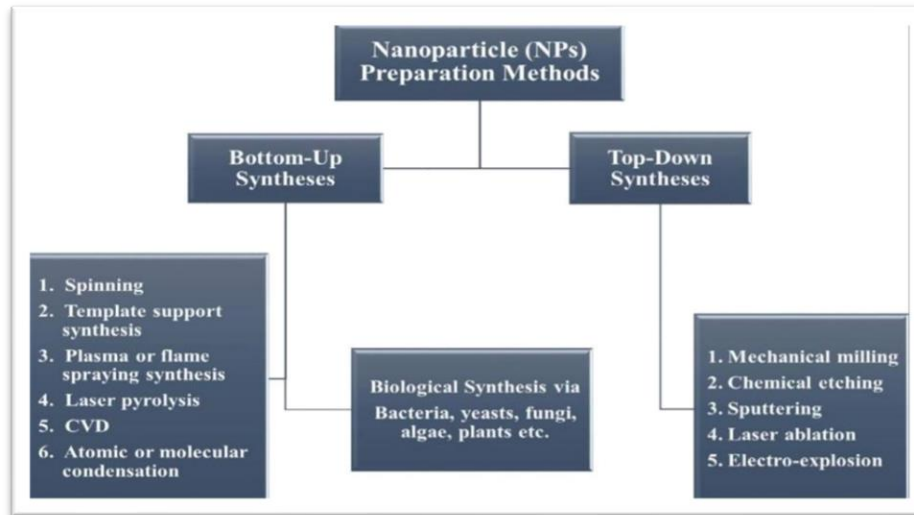 Nanoparticle (NPs)
Preparation Methods
Bottom-Up
Syntheses
Top-Down
Syntheses
1. Spinning
2. Template support
synthesis
3. Plasma or flame
spraying synthesis
4. Laser pyrolysis
5. CVD
6. Atomic or molecular
condensation
Biological Synthesis via
Bacteria, yeasts, fungi,
algae, plants etc.
1. Mechanical milling
2. Chemical etching
3. Sputtering
4. Laser ablation
5. Electro-explosion